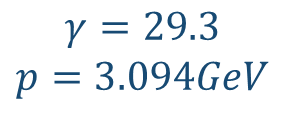 γ = 29.3
p = 3.094GeV